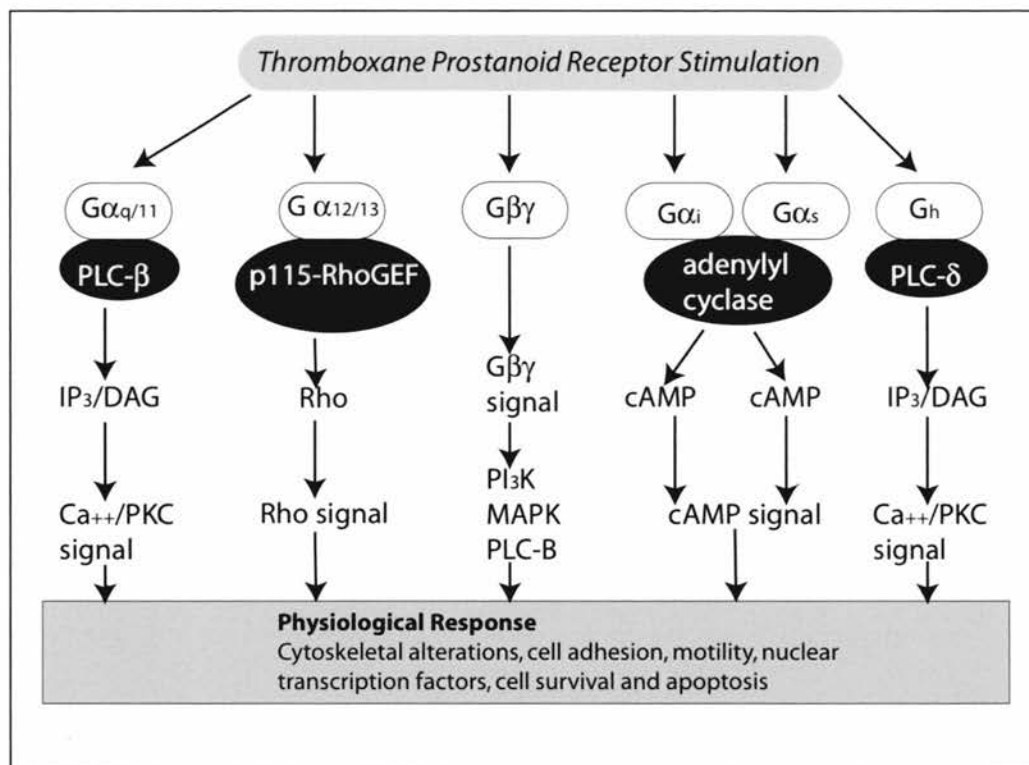 Thromboxane Prostanoid Receptor Stimulation
Gαq/11
G α12/13
Gβγ
Gαi
Gαs
Gh
PLC-β
p115-RhoGEF
adenylyl
cyclase
PLC-δ
IP3/DAG
Rho
Gβγ
signal
cAMP
cAMP
IP3/DAG
Ca++/PKC
signal
Rho signal
PI3K
MAPK
PLC-B
cAMP signal
Ca++/PKC
signal
Physiological Response
Cytoskeletal alterations, cell adhesion, motility, nuclear
transcription factors, cell survival and apoptosis